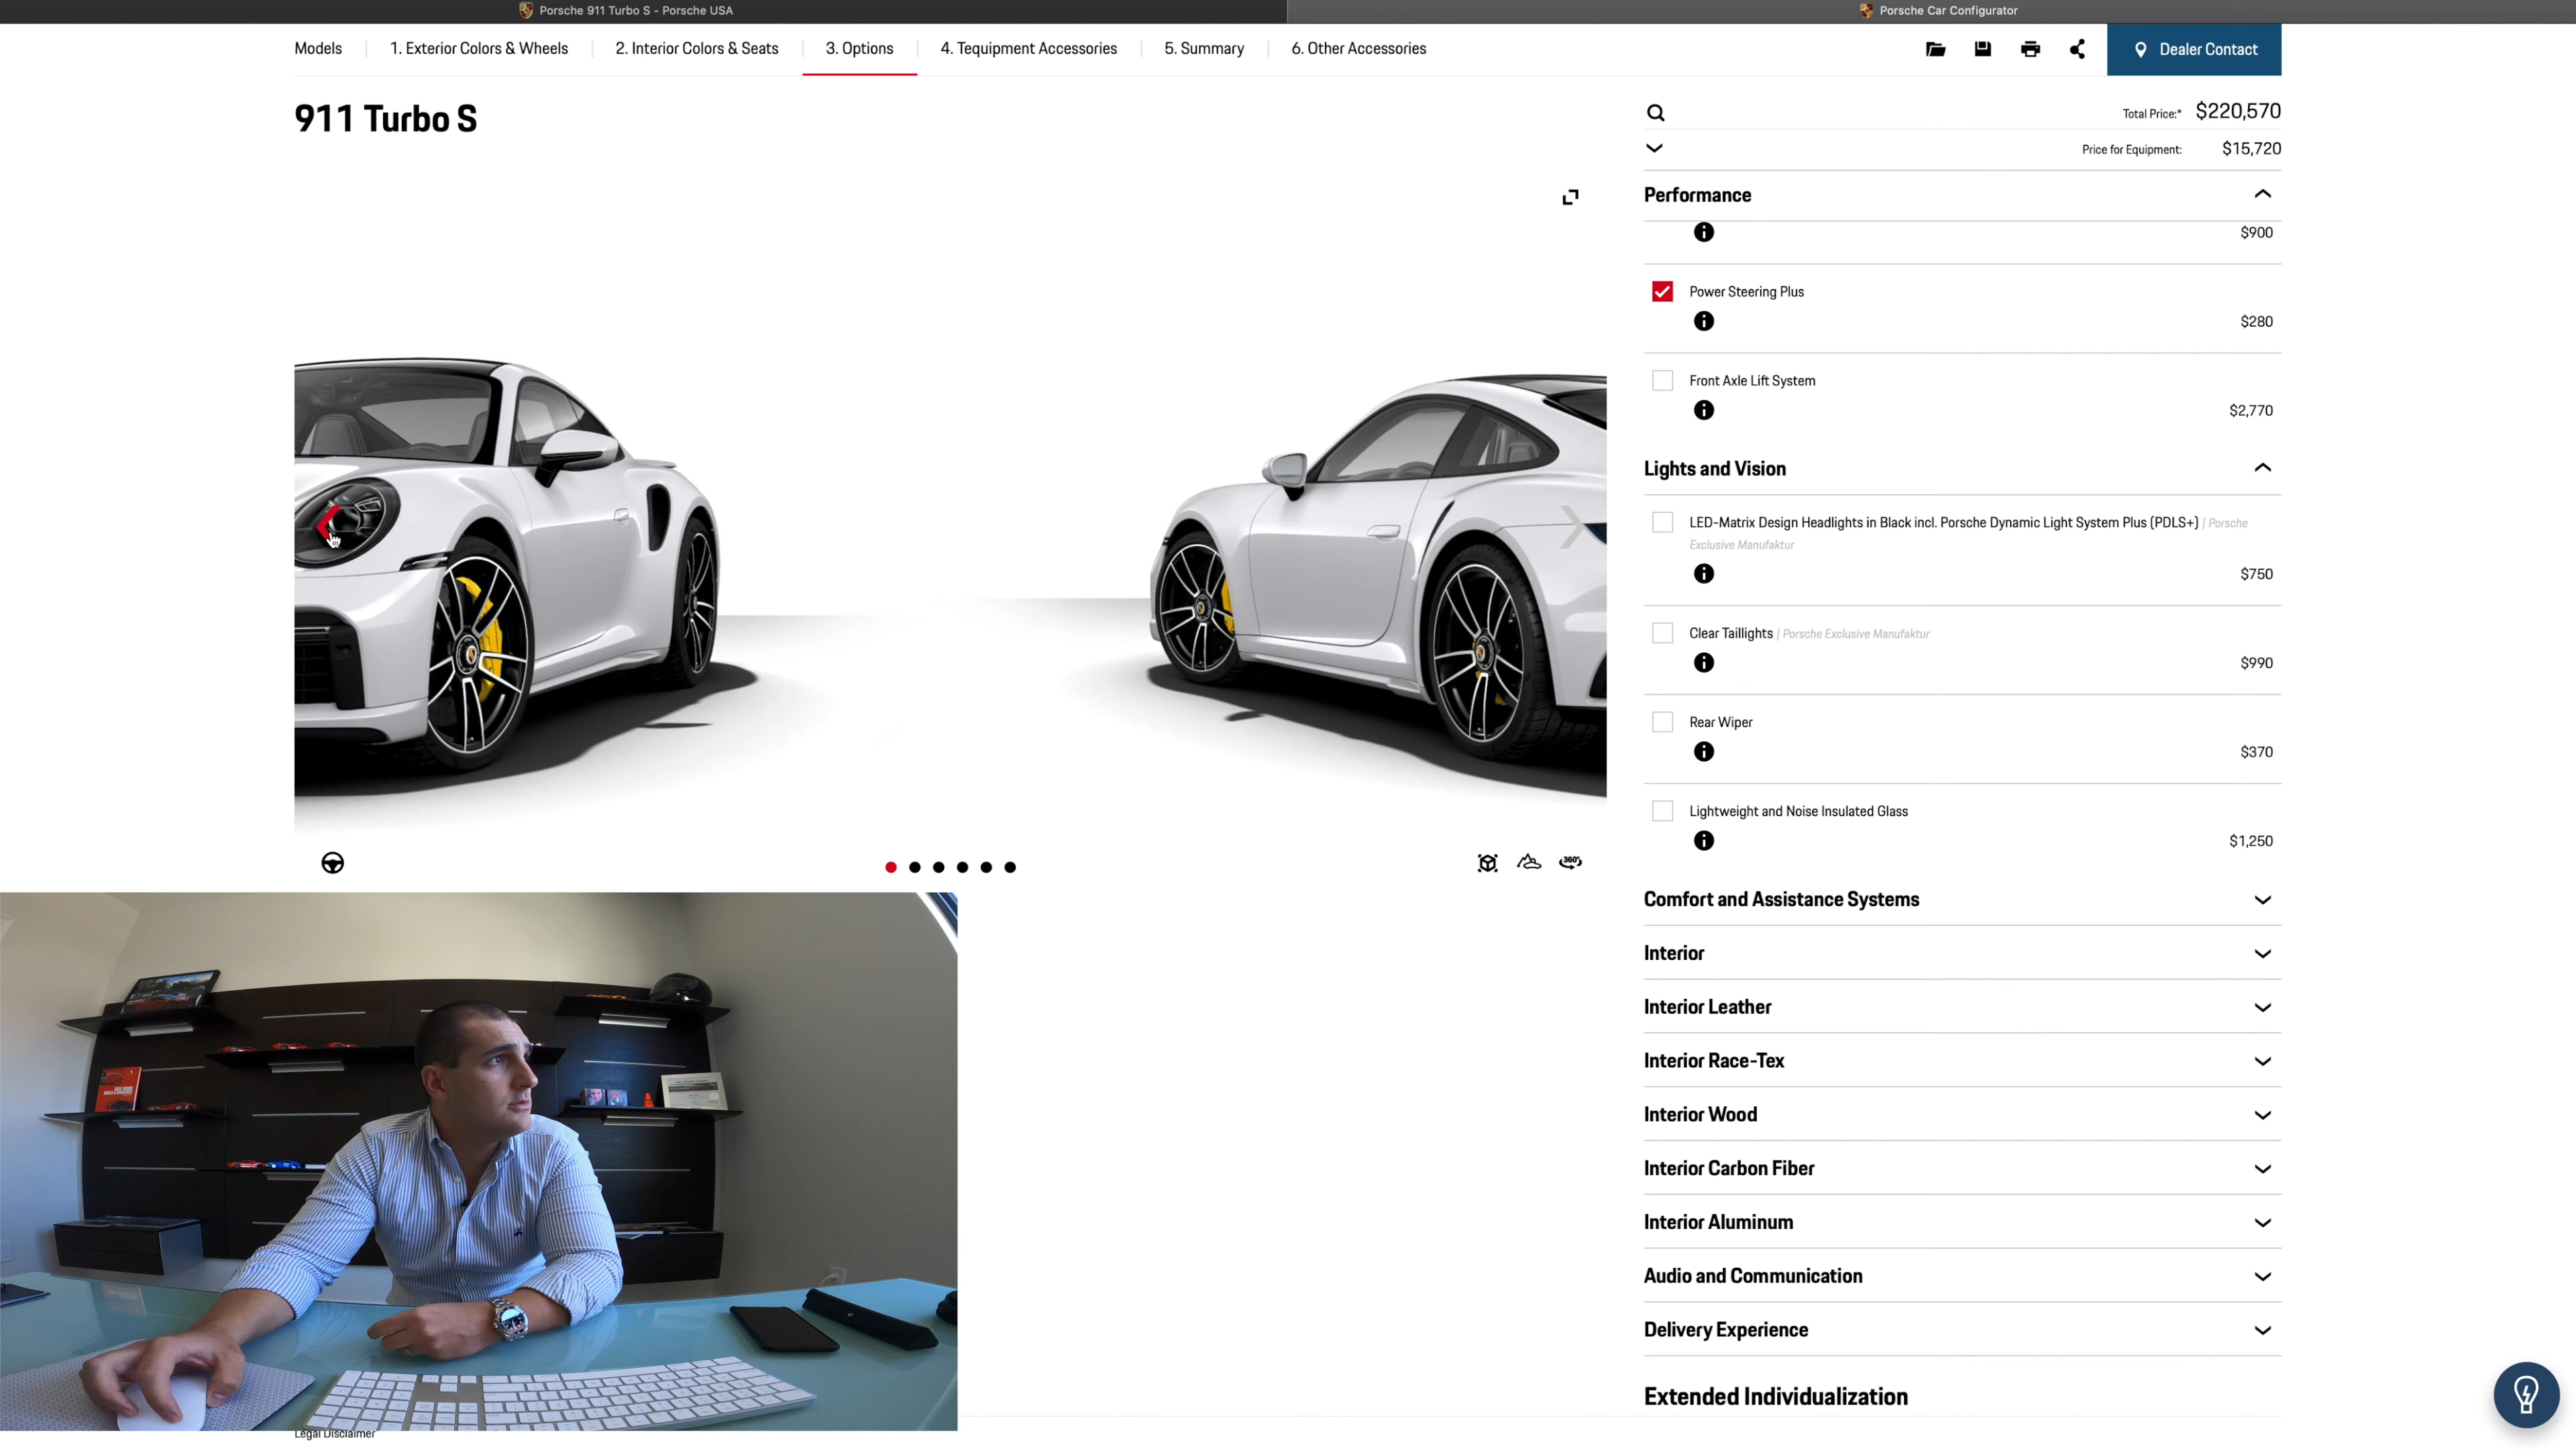 Porsche 911 Turbo S - Porsche USA
Porsche Car Configurator
Models
1. Exterior Colors & Wheels
2. Interior Colors & Seats
3. Options
4. Tequipment Accessories
5. Summary
6. Other Accessories
Dealer Contact
911 Turbo S
Total Price:* $220,570
Price for Equipment: $15,720
Performance
$900
Power Steering Plus
$280
Front Axle Lift System
$2,770
Lights and Vision
LED-Matrix Design Headlights in Black incl. Porsche Dynamic Light System Plus (PDLS+) | Porsche
Exclusive Manufaktur
$750
Clear Taillights | Porsche Exclusive Manufaktur
$990
Rear Wiper
$370
Lightweight and Noise Insulated Glass
$1,250
360°
Comfort and Assistance Systems
Interior
Interior Leather
Interior Race-Tex
Interior Wood
Interior Carbon Fiber
Interior Aluminum
Audio and Communication
Delivery Experience
Extended Individualization
Legal Disclaimer